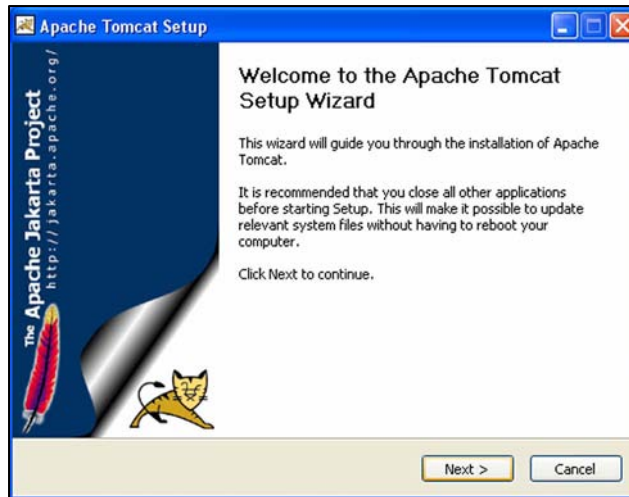 Apache Tomcat Setup
The Apache Jakarta Project
http://jakarta.apache.org/
Welcome to the Apache Tomcat
Setup Wizard
This wizard will guide you through the installation of Apache
Tomcat.
It is recommended that you close all other applications
before starting Setup. This will make it possible to update
relevant system files without having to reboot your
computer.
Click Next to continue.
Next >
Cancel